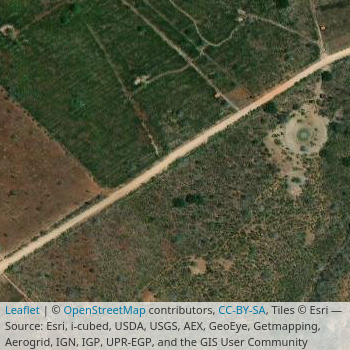 Leaflet | © OpenStreetMap contributors, CC-BY-SA, Tiles © Esri —
Source: Esri, i-cubed, USDA, USGS, AEX, GeoEye, Getmapping,
Aerogrid, IGN, IGP, UPR-EGP, and the GIS User Community